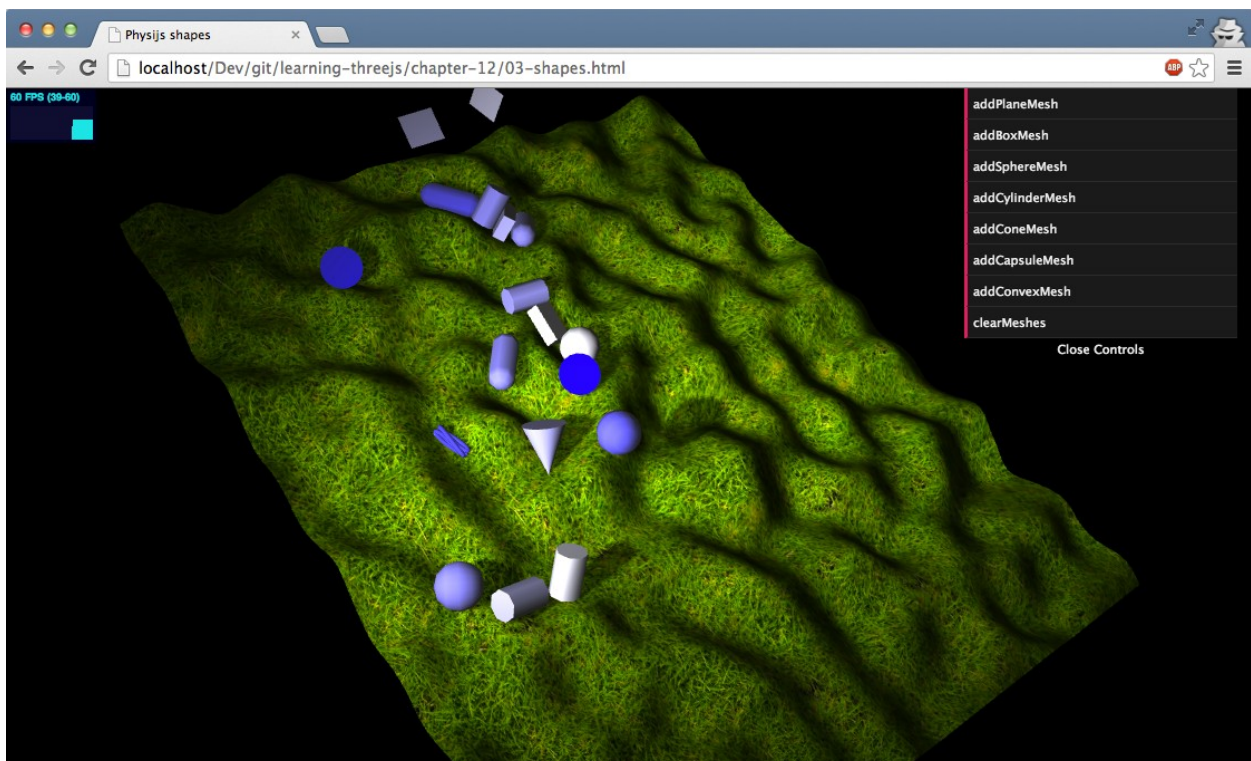 Physijs shapes
localhost/Dev/git/learning-threejs/chapter-12/03-shapes.html
ABP
60 FPS (39-60)
addPlaneMesh
addBoxMesh
addSphereMesh
addCylinderMesh
addConeMesh
addCapsuleMesh
addConvexMesh
clearMeshes
Close Controls